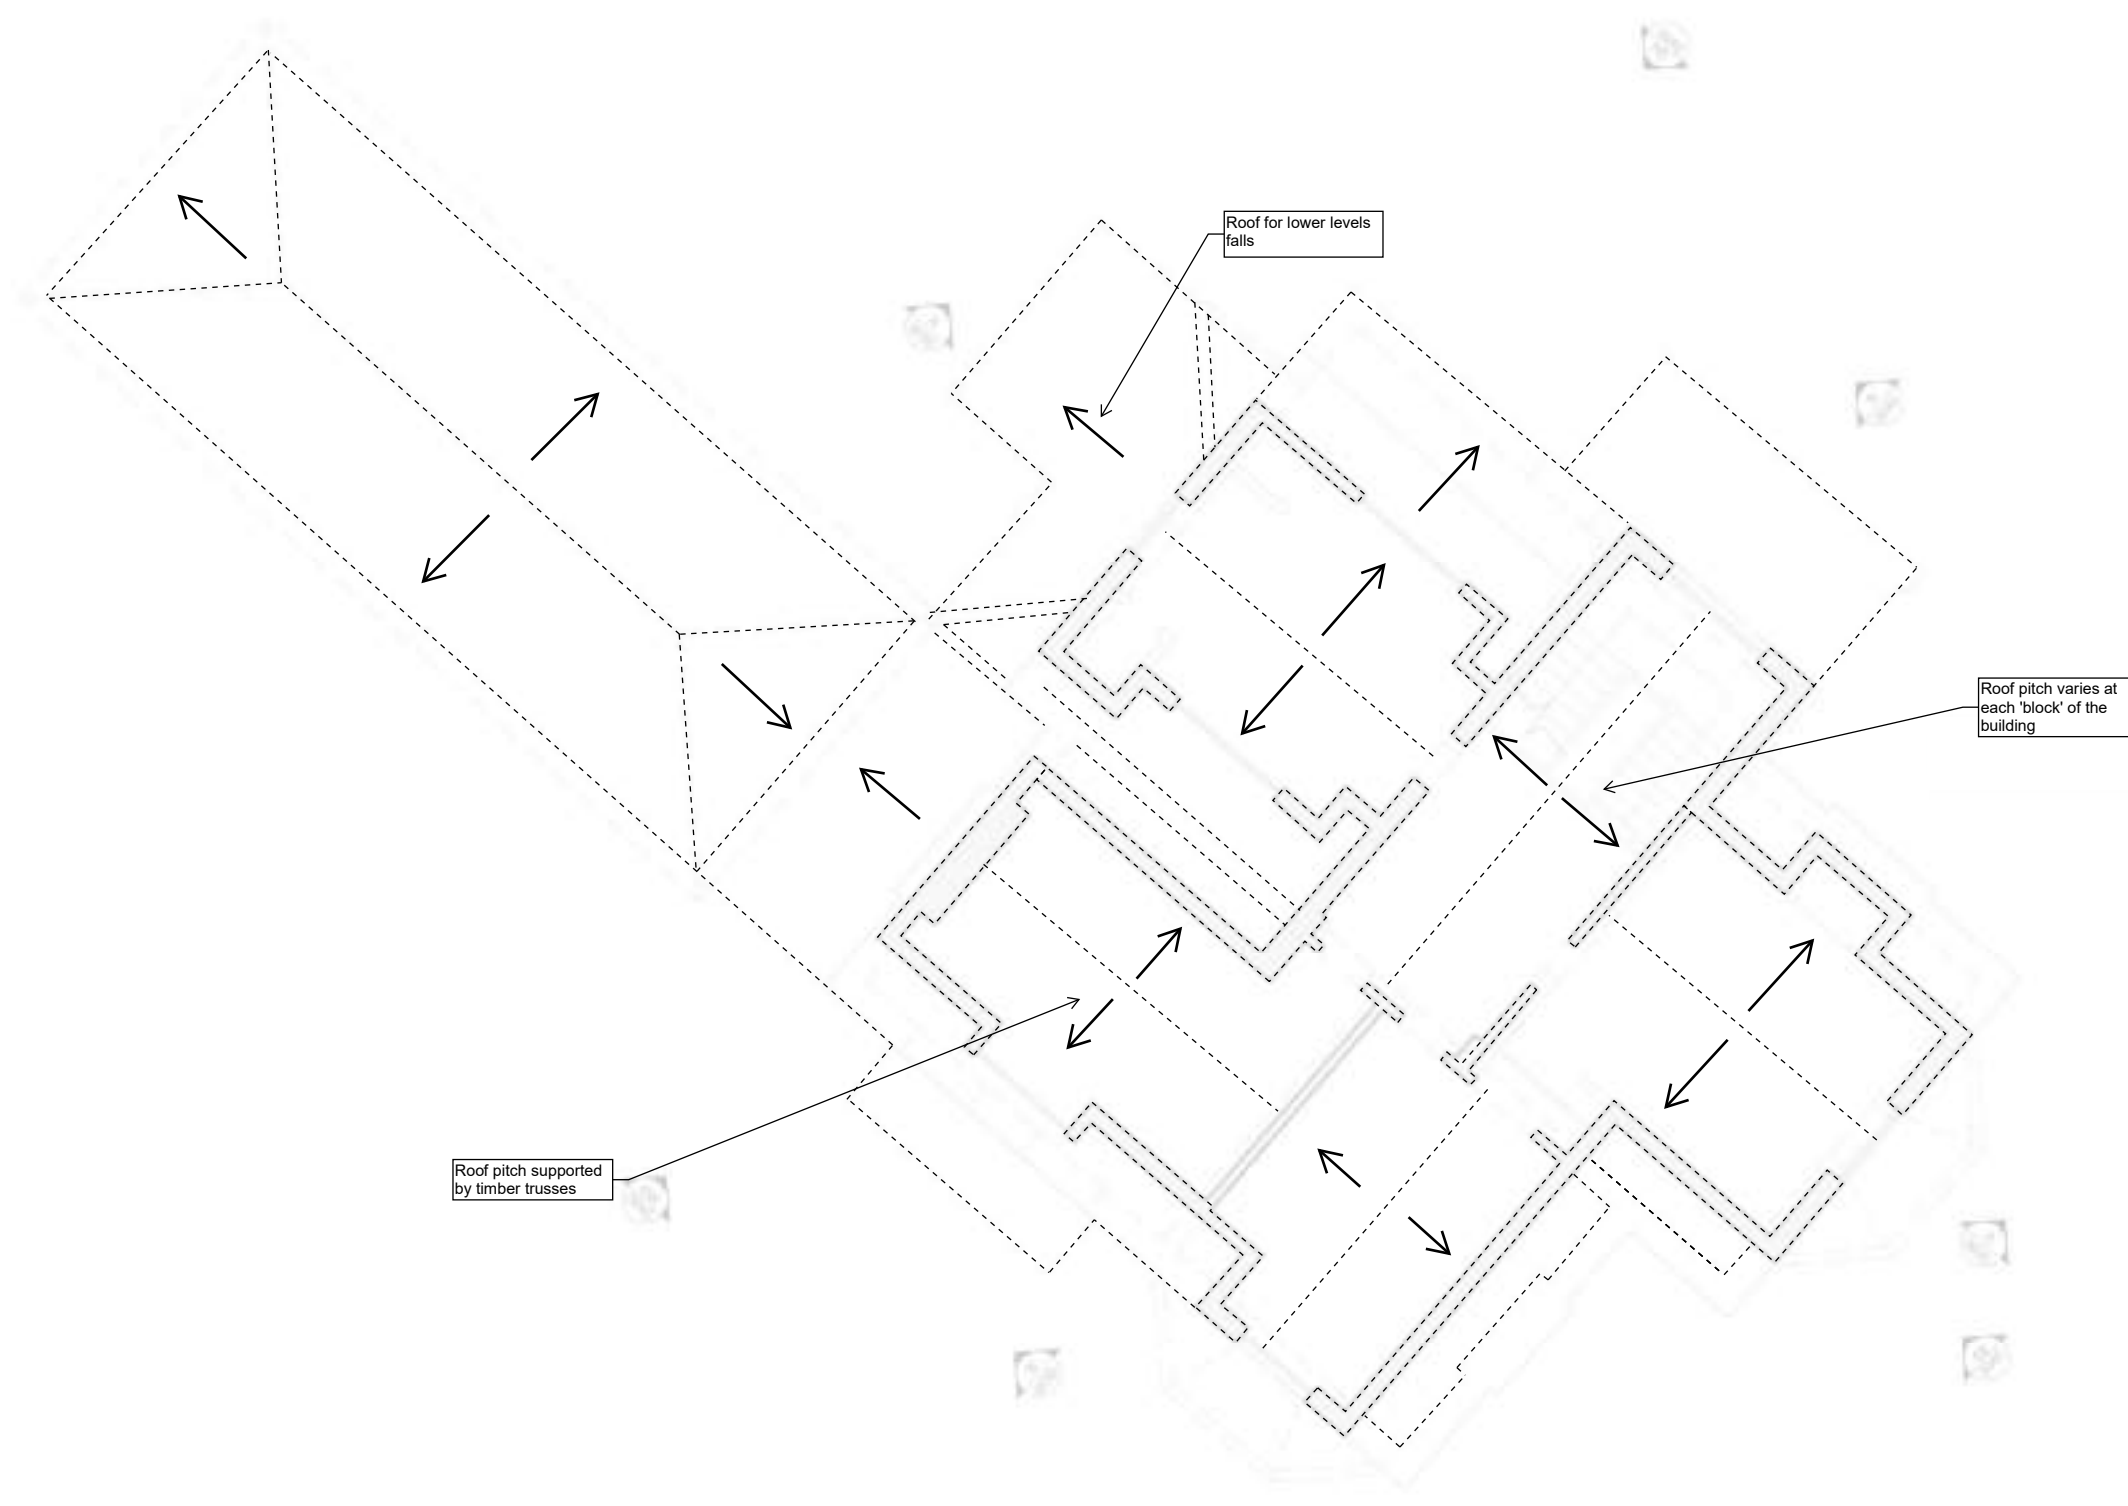 Roof for lower levels
falls
Roof pitch varies at
each 'block' of the
building
Roof pitch supported
by timber trusses